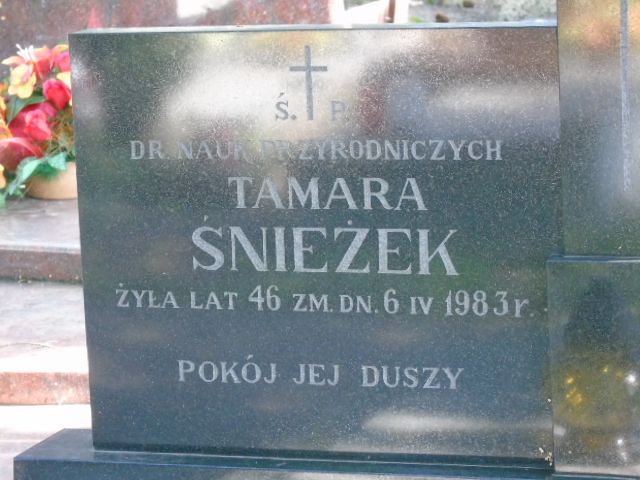 Ś. P.
DR. NAUK PRZYRODNICZYCH
TAMARA
ŚNIEŻEK
ŻYŁA LAT 46 ZM. DN. 6 IV 1983 r.
POKÓJ JEJ DUSZY